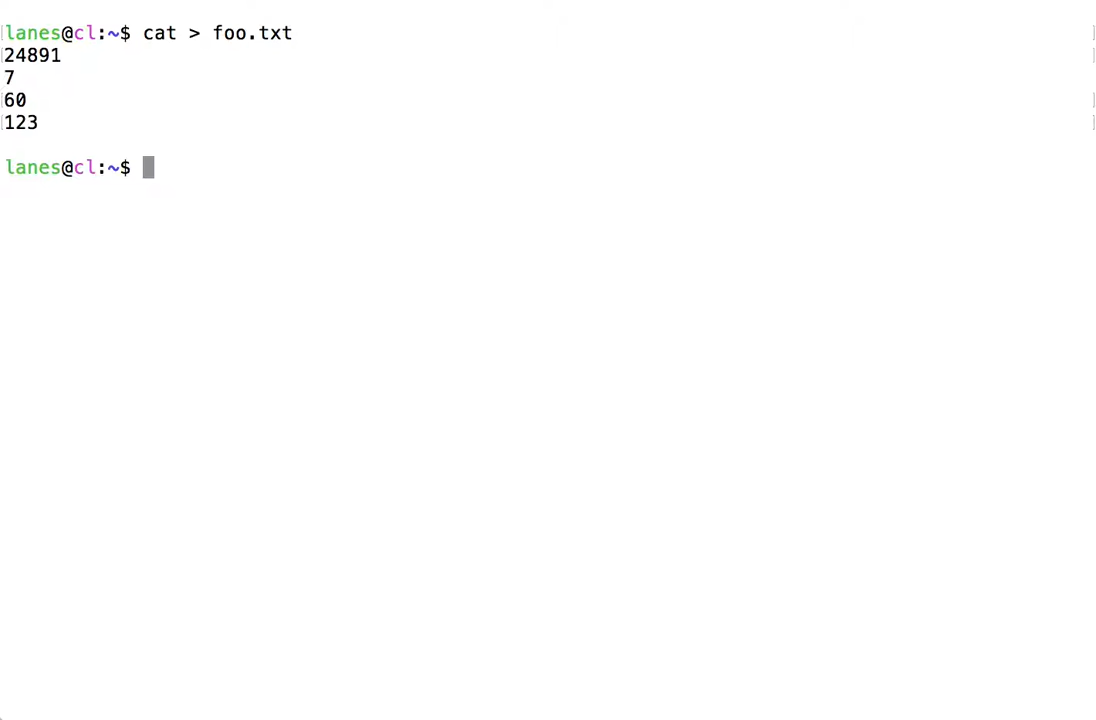 lanes@cl:~$ cat > foo.txt
24891
7
60
123
lanes@cl:~$